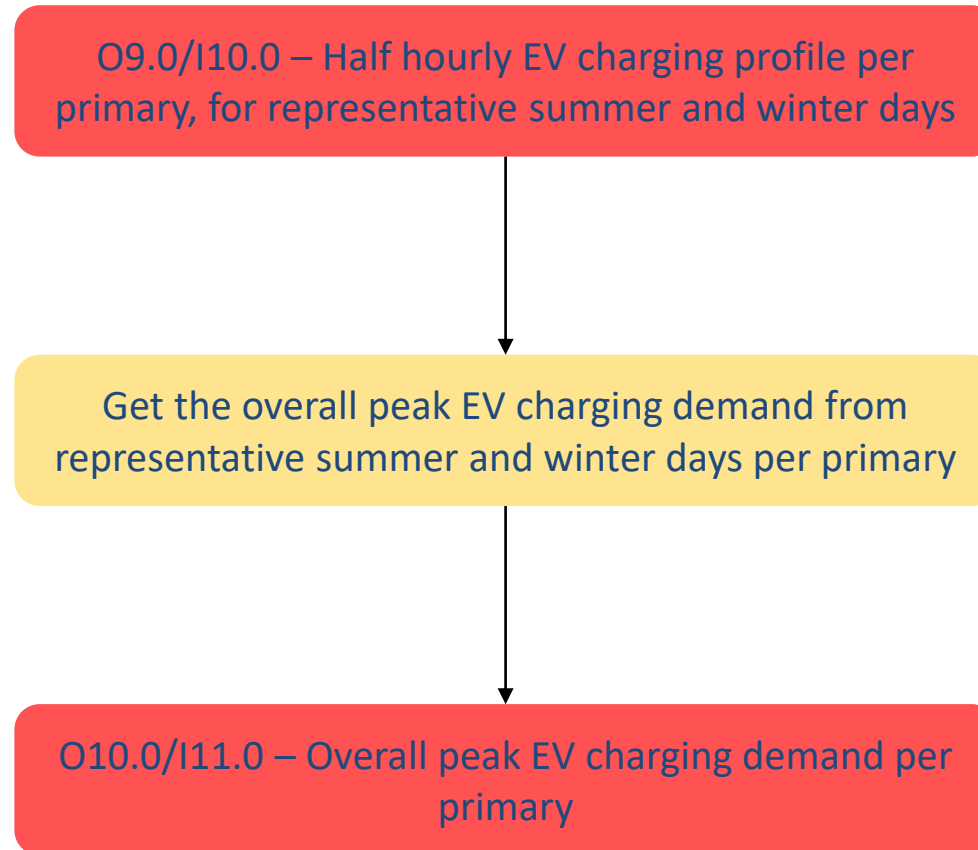 O9.0/I10.0 – Half hourly EV charging profile per
primary, for representative summer and winter days
Get the overall peak EV charging demand from
representative summer and winter days per primary
O10.0/I11.0 – Overall peak EV charging demand per
primary